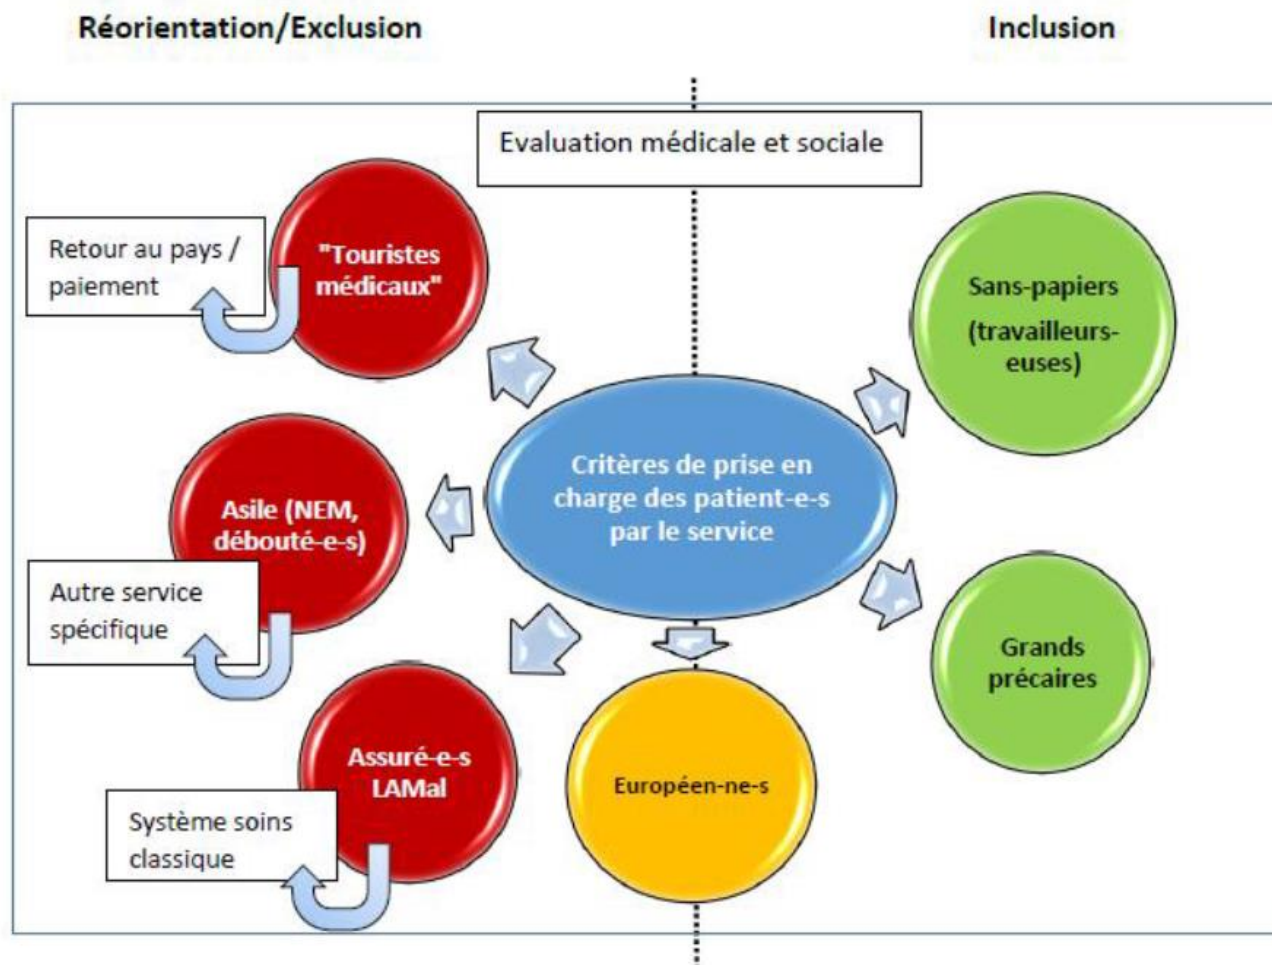 Réorientation/Exclusion
Inclusion
Evaluation médicale et sociale
"Touristes
médicaux"
Retour au pays /
paiement
Sans-papiers
(travailleurs-
euses)
Critères de prise en
charge des patient-e-s
par le service
Asile (NEM,
débouté-e-s)
Autre service
spécifique
Grands
précaires
Assuré-e-s
LAMal
Européen-ne-s
Système soins
classique